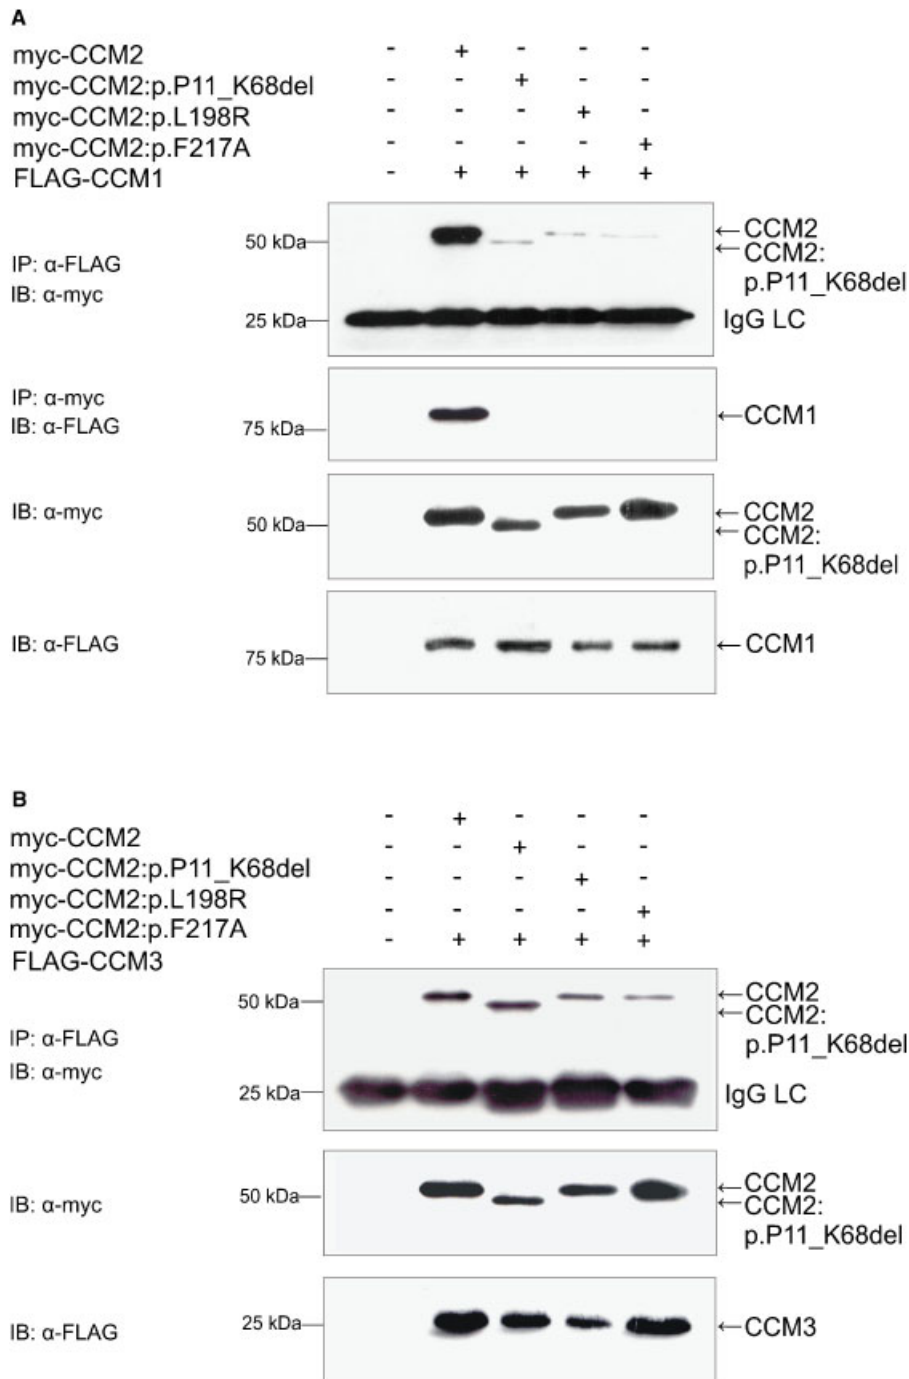 A
myc-CCM2 - + - - -
myc-CCM2:p.P11_K68del - - + - -
myc-CCM2:p.L198R - - - + -
myc-CCM2:p.F217A - - - - +
FLAG-CCM1 - + + + +
IP: α-FLAG
IB: α-myc
50 kDa
25 kDa
←CCM2
←CCM2:
p.P11_K68del
IgG LC
IP: α-myc
IB: α-FLAG
75 kDa
←CCM1
IB: α-myc
50 kDa
←CCM2
←CCM2:
p.P11_K68del
IB: α-FLAG
75 kDa
←CCM1
B
myc-CCM2 - + - - -
myc-CCM2:p.P11_K68del - - + - -
myc-CCM2:p.L198R - - - + -
myc-CCM2:p.F217A - - - - +
FLAG-CCM3 - + + + +
IP: α-FLAG
IB: α-myc
50 kDa
25 kDa
←CCM2
←CCM2:
p.P11_K68del
IgG LC
IB: α-myc
50 kDa
←CCM2
←CCM2:
p.P11_K68del
IB: α-FLAG
25 kDa
←CCM3